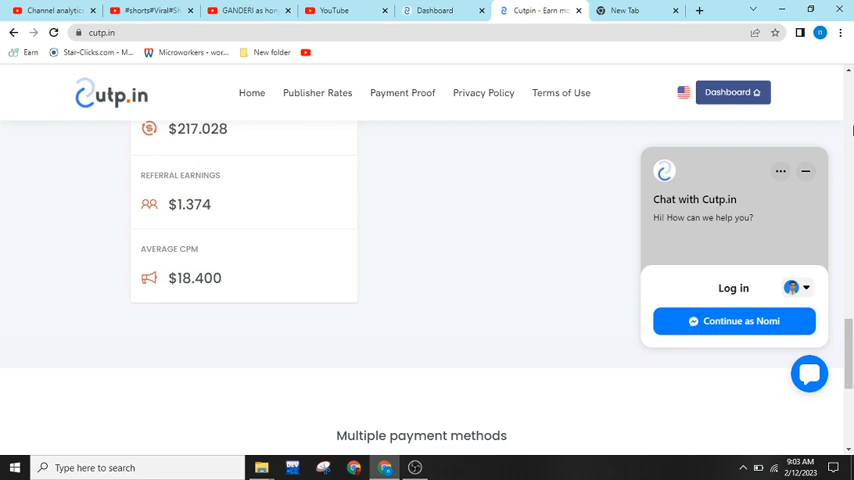 Channel analytics
#shorts#Viral#Sh
GANDERI as hon
YouTube
Dashboard
Cutpin - Earn mo
New Tab
cutp.in
n
Earn
Star-Clicks.com - M...
Microworkers - wor...
New folder
cutp.in
Home
Publisher Rates
Payment Proof
Privacy Policy
Terms of Use
Dashboard
$217.028
REFERRAL EARNINGS
$1.374
AVERAGE CPM
$18.400
Chat with Cutp.in
Hi! How can we help you?
Log in
Continue as Nomi
Multiple payment methods
Type here to search
DEV
9:03 AM
2/12/2023